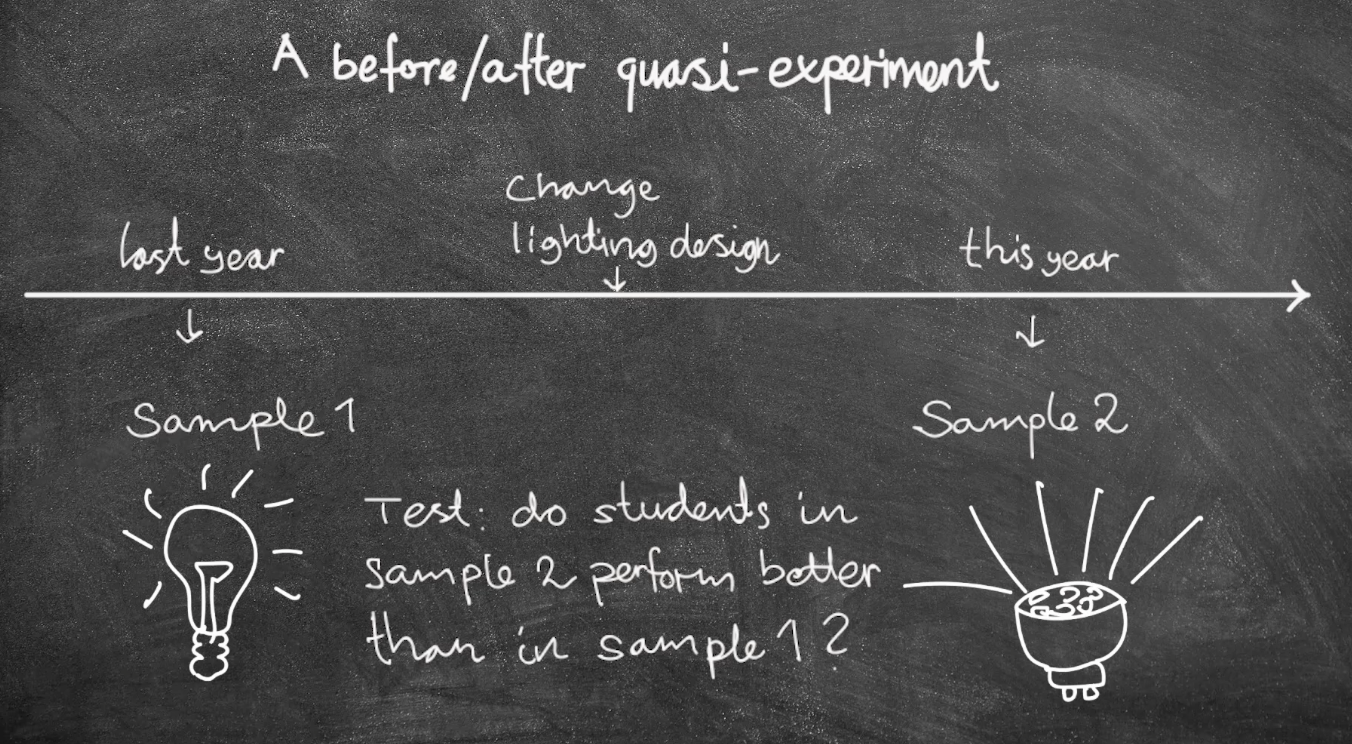 A before/after quasi-experiment
Change
lighting design
last year
this year
Sample 1
Sample 2
Test: do students in
sample 2 perform better
than in sample 1?